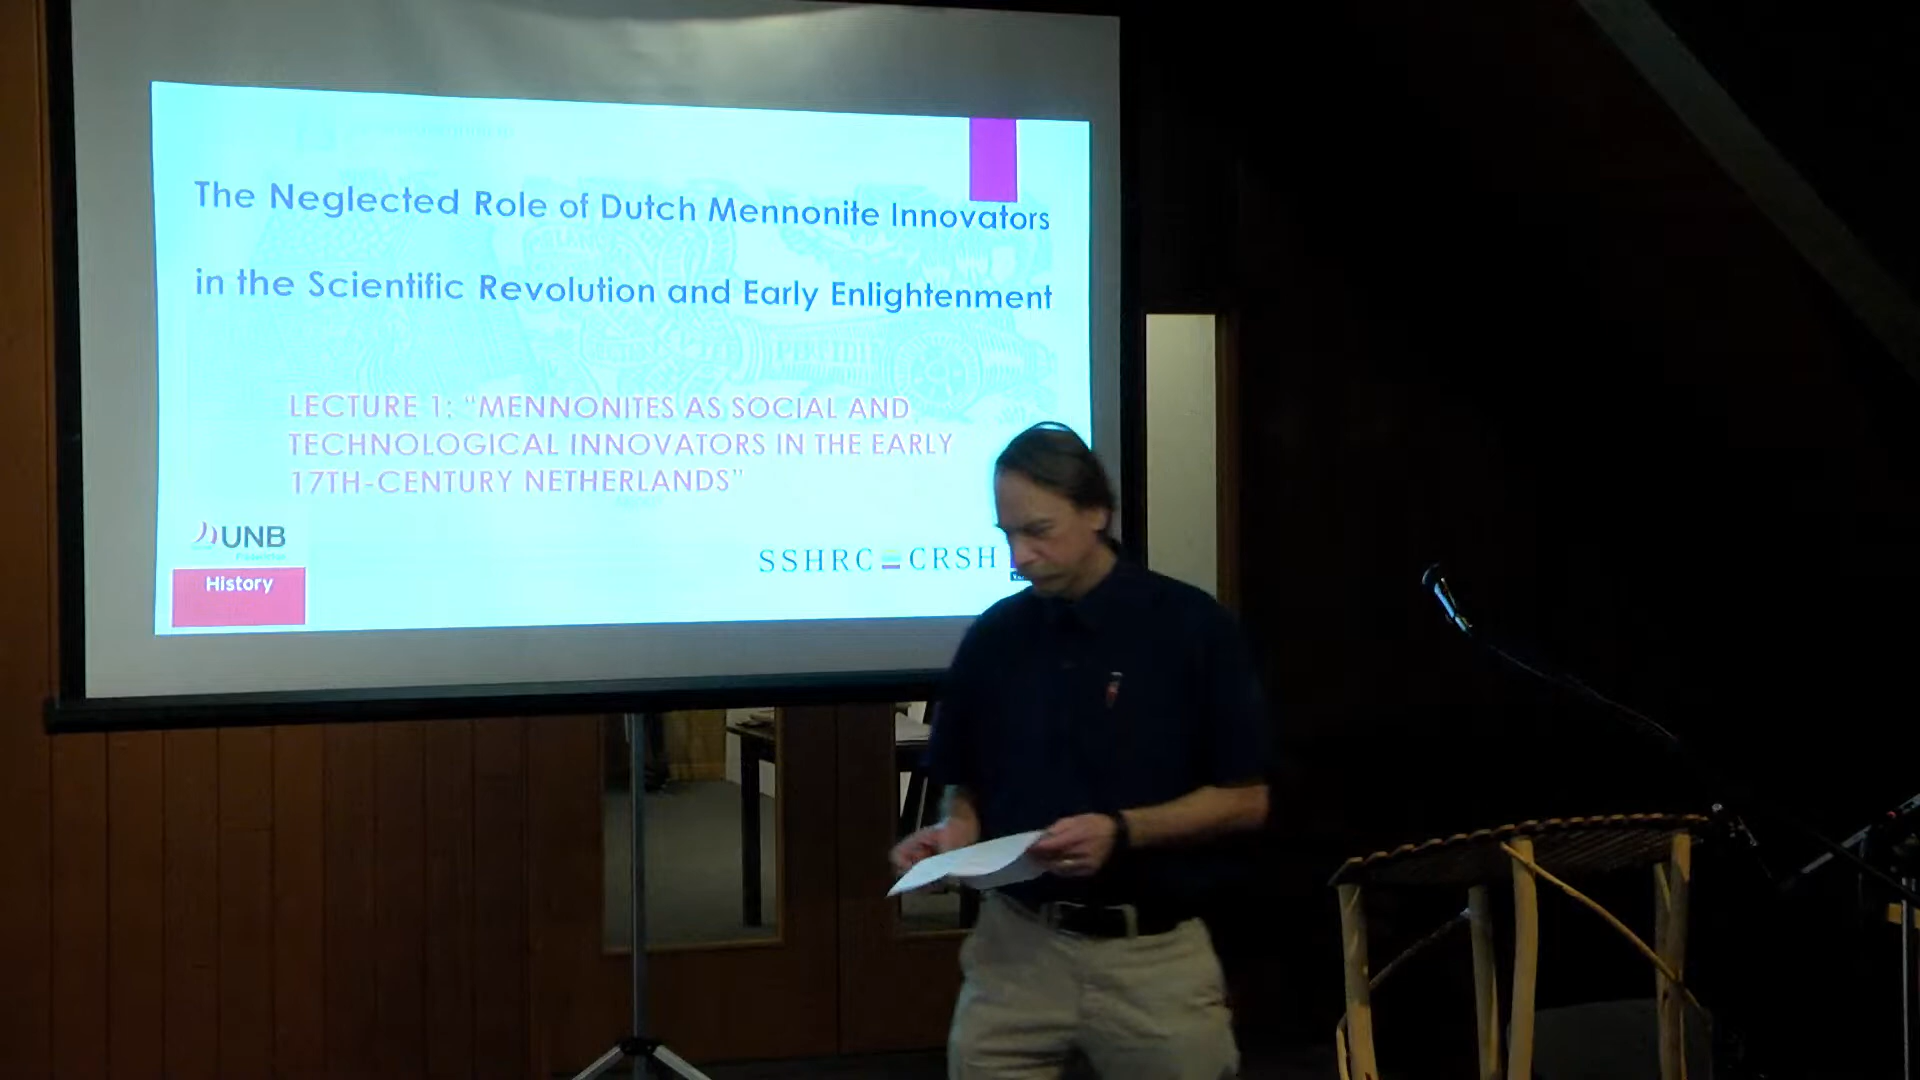 The Neglected Role of Dutch Mennonite Innovators
in the Scientific Revolution and Early Enlightenment
PERFIDIE
LECTURE 1: “MENNONITES AS SOCIAL AND
TECHNOLOGICAL INNOVATORS IN THE EARLY
17TH-CENTURY NETHERLANDS”
UNB
History
SSHRC CRSH